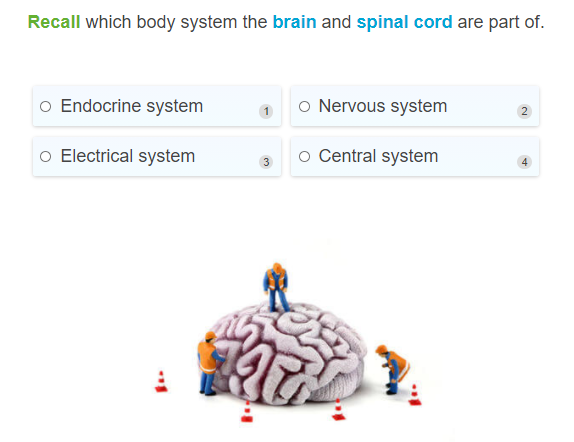 Recall which body system the brain and spinal cord are part of.
Endocrine system 1
Nervous system 2
Electrical system 3
Central system 4